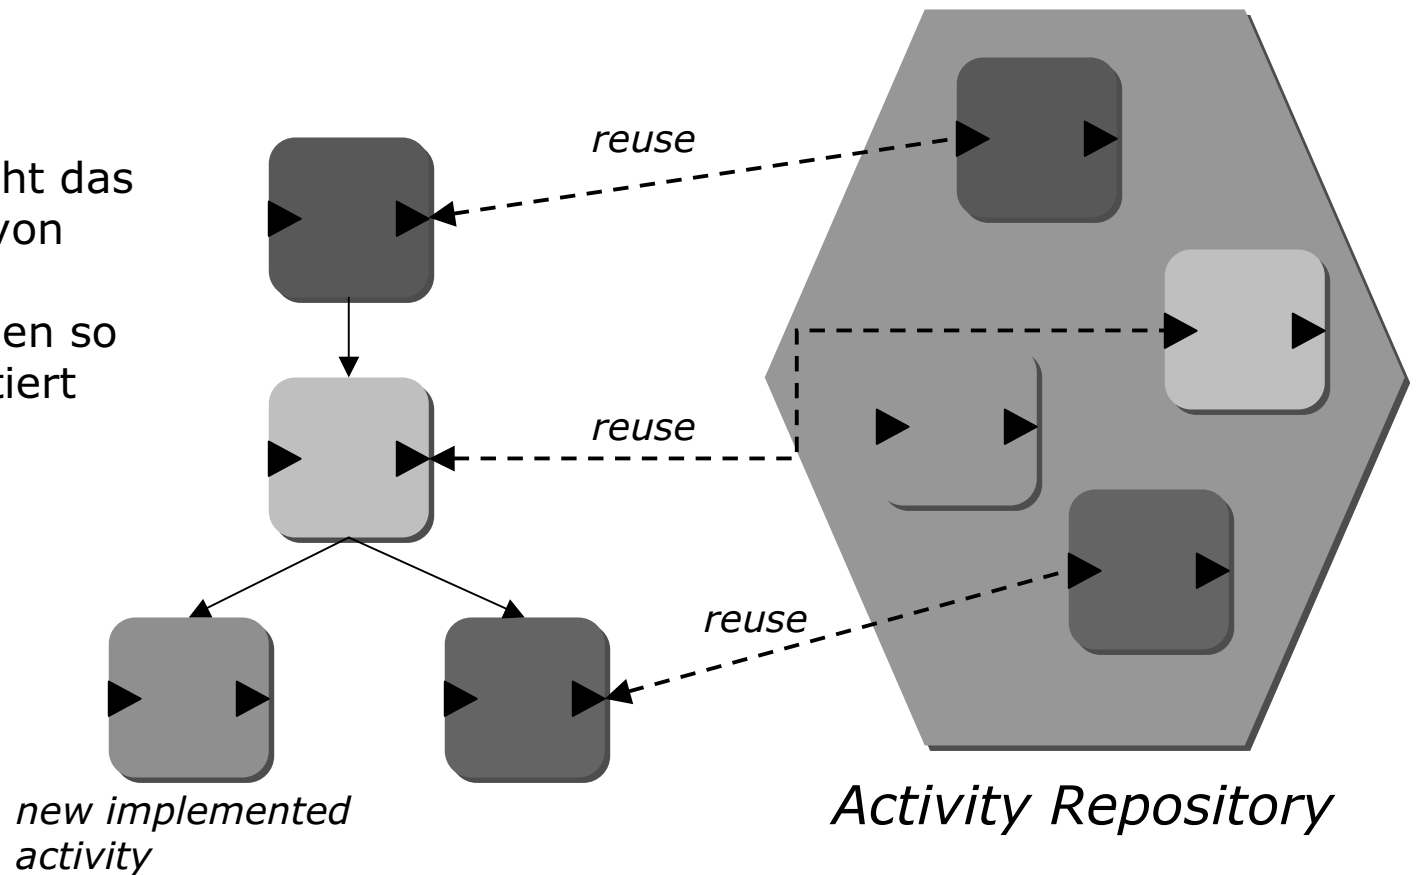 reuse
ht das
von
en so
tiert
reuse
reuse
new implemented
activity
Activity Repository